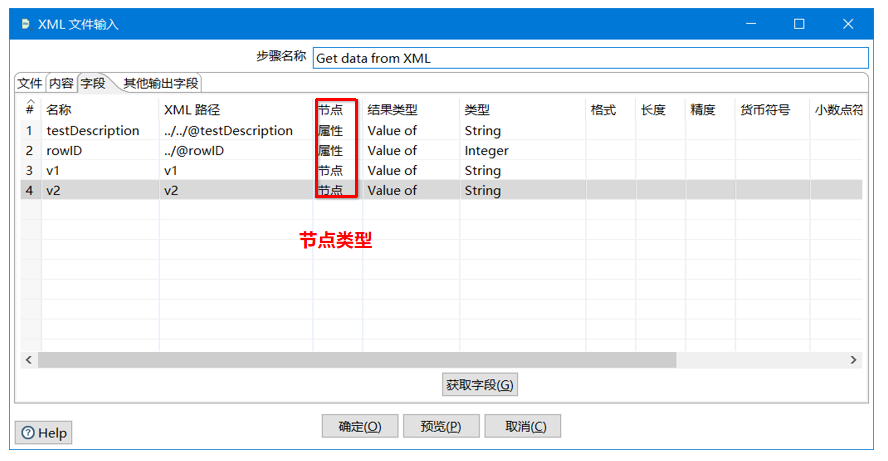 XML 文件输入
步骤名称 Get data from XML
文件 内容 字段 其他输出字段
# 名称 XML 路径 节点 结果类型 类型 格式 长度 精度 货币符号 小数点符
1 testDescription ../../@testDescription 属性 Value of String
2 rowID ../@rowID 属性 Value of Integer
3 v1 v1 节点 Value of String
4 v2 v2 节点 Value of String
节点类型
获取字段(G)
确定(O) 预览(P) 取消(C)
Help